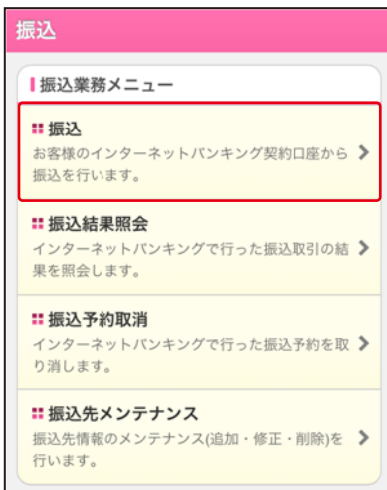 振込
振込業務メニュー
振込
お客様のインターネットバンキング契約口座から
振込を行います。
振込結果照会
インターネットバンキングで行った振込取引の結
果を照会します。
振込予約取消
インターネットバンキングで行った振込予約を取
り消します。
振込先メンテナンス
振込先情報のメンテナンス(追加・修正・削除)を
行います。